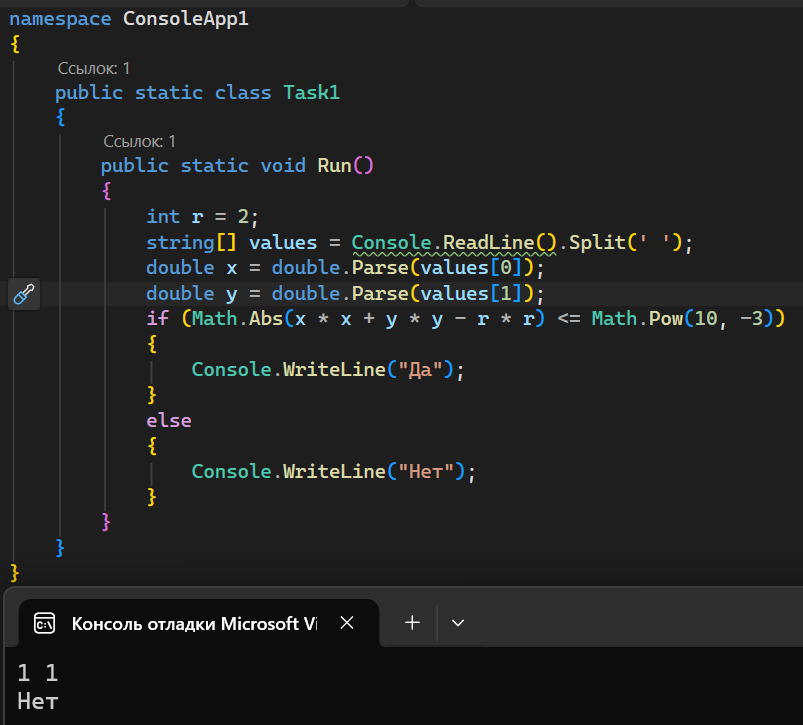 namespace ConsoleApp1
{
Ссылок: 1
public static class Task1
{
Ссылок: 1
public static void Run()
{
int r = 2;
string[] values = Console.ReadLine().Split(' ');
double x = double.Parse(values[0]);
double y = double.Parse(values[1]);
if (Math.Abs(x * x + y * y - r * r) <= Math.Pow(10, -3))
{
Console.WriteLine("Да");
}
else
{
Console.WriteLine("Нет");
}
}
}
}
Консоль отладки Microsoft Vi
1 1
Нет